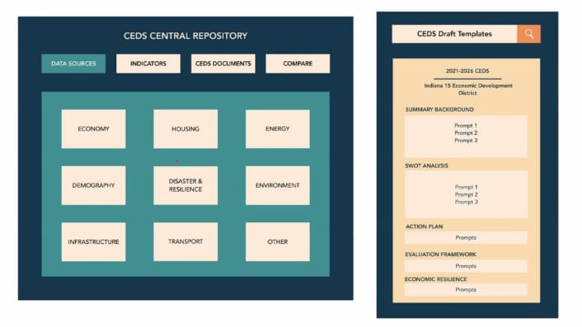 CEDS CENTRAL REPOSITORY
DATA SOURCES
INDICATORS
CEDS DOCUMENTS
COMPARE
ECONOMY
HOUSING
ENERGY
DEMOGRAPHY
DISASTER &
RESILIENCE
ENVIRONMENT
INFRASTRUCTURE
TRANSPORT
OTHER
CEDS Draft Templates
2021-2026 CEDS
Indiana 15 Economic Development
District
SUMMARY BACKGROUND
Prompt 1
Prompt 2
Prompt 3
SWOT ANALYSIS
Prompt 1
Prompt 2
Prompt 3
ACTION PLAN
Prompts
EVALUATION FRAMEWORK
Prompts
ECONOMIC RESILIENCE
Prompts